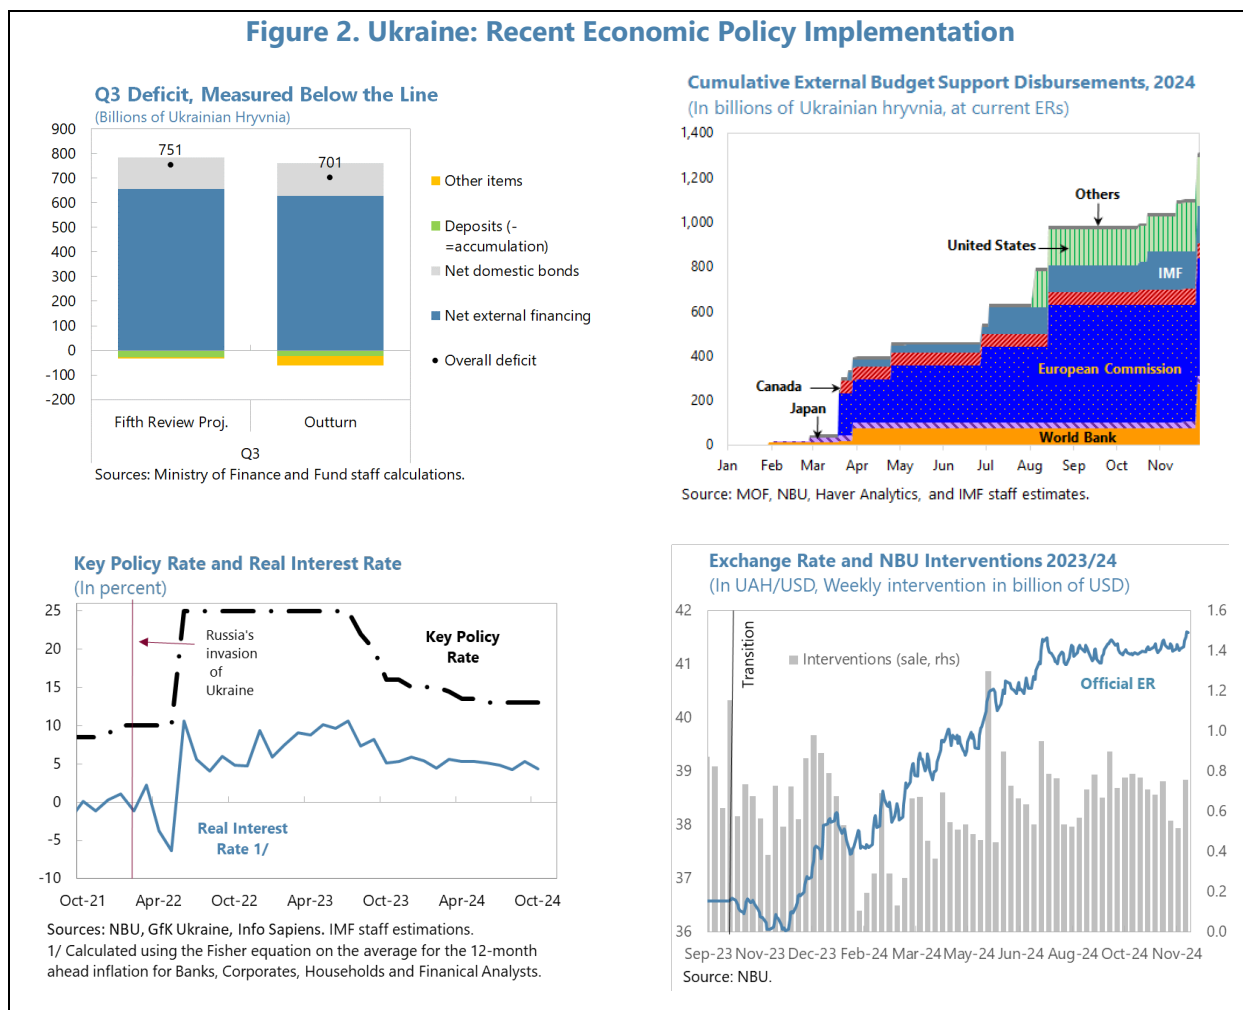 Figure 2. Ukraine: Recent Economic Policy Implementation
Q3 Deficit, Measured Below the Line
(Billions of Ukrainian Hryvnia)
900
800
700
600
500
400
300
200
100
0
-100
-200
751
701
Other items
Deposits (-
=accumulation)
Net domestic bonds
Net external financing
Overall deficit
Fifth Review Proj.
Outturn
Q3
Sources: Ministry of Finance and Fund staff calculations.
Cumulative External Budget Support Disbursements, 2024
(In billions of Ukrainian hryvnia, at current ERs)
1,400
1,200
1,000
800
600
400
200
0
Others
United States
IMF
Canada
European Commission
Japan
World Bank
Jan Feb Mar Apr May Jun Jul Aug Sep Oct Nov
Source: MOF, NBU, Haver Analytics, and IMF staff estimates.
Key Policy Rate and Real Interest Rate
(In percent)
25
20
15
10
5
0
-5
-10
Russia's
invasion
of
Ukraine
Key Policy
Rate
Real Interest
Rate 1/
Oct-21 Apr-22 Oct-22 Apr-23 Oct-23 Apr-24 Oct-24
Sources: NBU, GfK Ukraine, Info Sapiens. IMF staff estimations.
1/ Calculated using the Fisher equation on the average for the 12-month
ahead inflation for Banks, Corporates, Households and Finanical Analysts.
Exchange Rate and NBU Interventions 2023/24
(In UAH/USD, Weekly intervention in billion of USD)
42
41
40
39
38
37
36
Transition
Interventions (sale, rhs)
Official ER
1.6
1.4
1.2
1.0
0.8
0.6
0.4
0.2
0.0
Sep-23 Nov-23 Dec-23 Feb-24 Mar-24 May-24 Jun-24 Aug-24 Oct-24 Nov-24
Source: NBU.